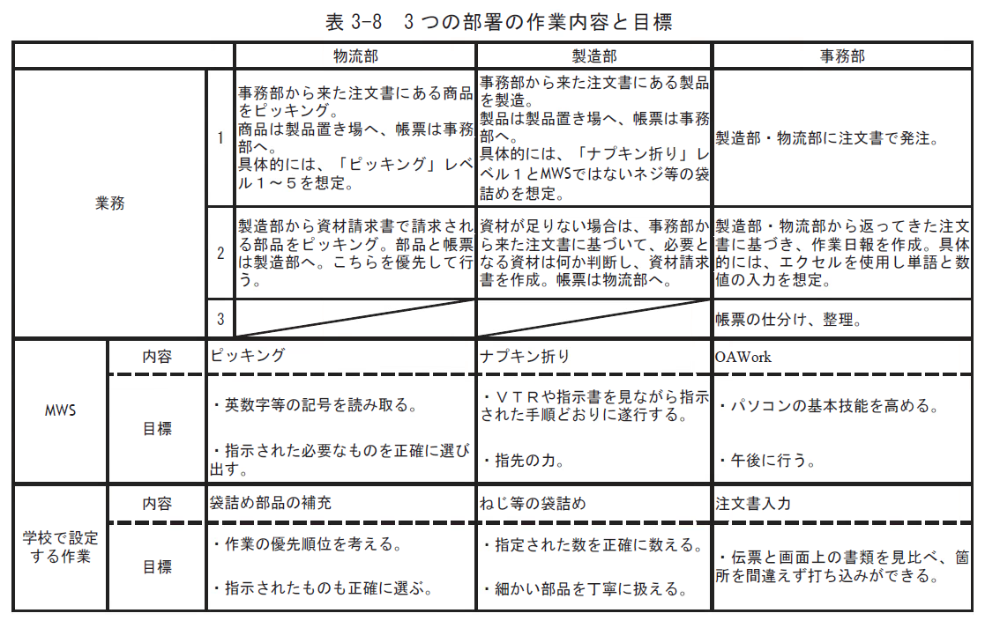 表 3-8　3 つの部署の作業内容と目標
物流部
製造部
事務部
業務
1
事務部から来た注文書にある商品
をピッキング。
商品は製品置き場へ、帳票は事務
部へ。
具体的には、「ピッキング」レベ
ル１～５を想定。
事務部から来た注文書にある製品
を製造。
製品は製品置き場へ、帳票は事務
部へ。
具体的には、「ナプキン折り」レ
ベル１とMWSではないネジ等の袋
詰めを想定。
製造部・物流部に注文書で発注。
2
製造部から資材請求書で請求され
る部品をピッキング。部品と帳票
は製造部へ。こちらを優先して行
う。
資材が足りない場合は、事務部か
ら来た注文書に基づいて、必要と
なる資材は何か判断し、資材請求
書を作成。帳票は物流部へ。
製造部・物流部から返ってきた注文
書に基づき、作業日報を作成。具体
的には、エクセルを使用し単語と数
値の入力を想定。
3
帳票の仕分け、整理。
MWS
内容
ピッキング
ナプキン折り
OAWork
目標
・英数字等の記号を読み取る。
・指示された必要なものを正確に選び
出す。
・ＶＴＲや指示書を見ながら指示
された手順どおりに遂行する。
・指先の力。
・パソコンの基本技能を高める。
・午後に行う。
学校で設定
する作業
内容
袋詰め部品の補充
ねじ等の袋詰め
注文書入力
目標
・作業の優先順位を考える。
・指示されたものも正確に選ぶ。
・指定された数を正確に数える。
・細かい部品を丁寧に扱える。
・伝票と画面上の書類を見比べ、箇
所を間違えず打ち込みができる。